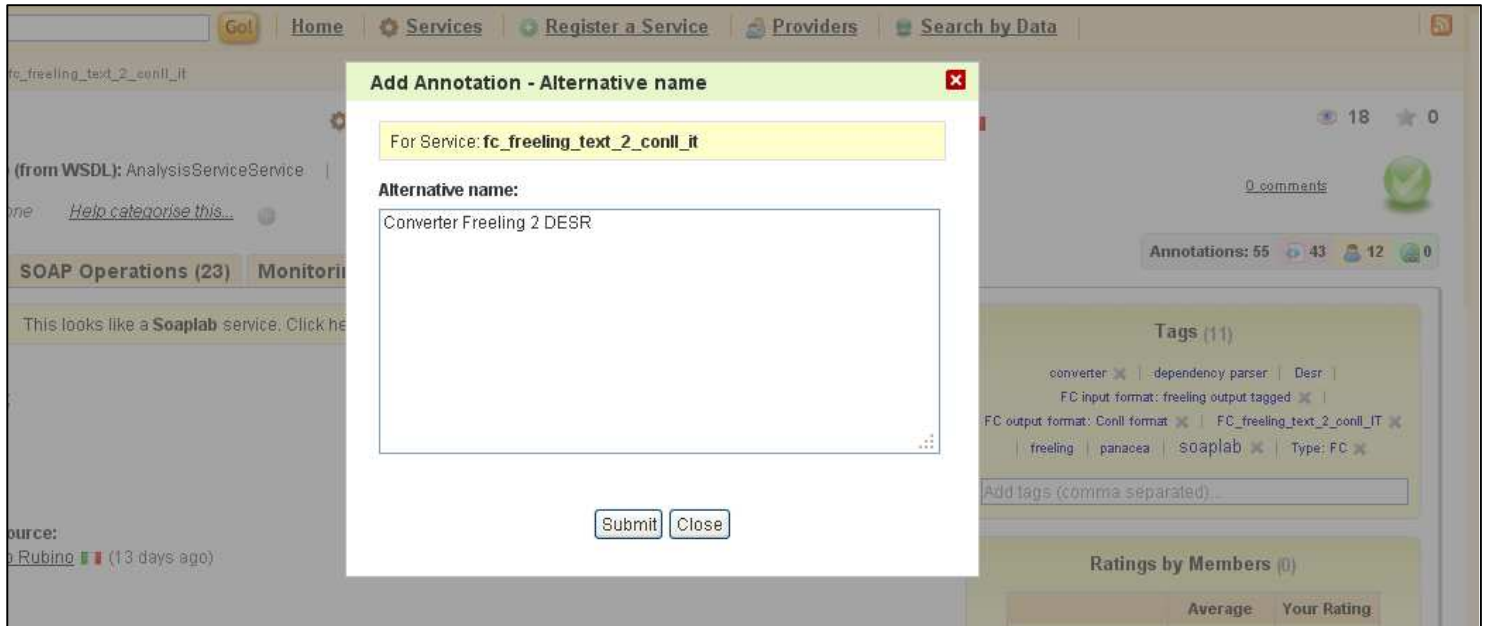 Go! Home Services Register a Service Providers Search by Data
fc_freeling_text_2_conll_it
Add Annotation - Alternative name
18 0
For Service: fc_freeling_text_2_conll_it
(from WSDL): AnalysisServiceService
0 comments
Alternative name:
one Help categorise this...
Converter Freeling 2 DESR
Annotations: 55 43 12 0
SOAP Operations (23) Monitori
This looks like a Soaplab service. Click he
Tags (11)
converter | dependency parser | Desr |
FC input format: freeling output tagged |
FC output format: Conll format | FC_freeling_text_2_conll_IT
| freeling | panacea | soaplab | Type: FC
Add tags (comma separated)...
Submit Close
ource:
o Rubino (13 days ago)
Ratings by Members (0)
Average Your Rating